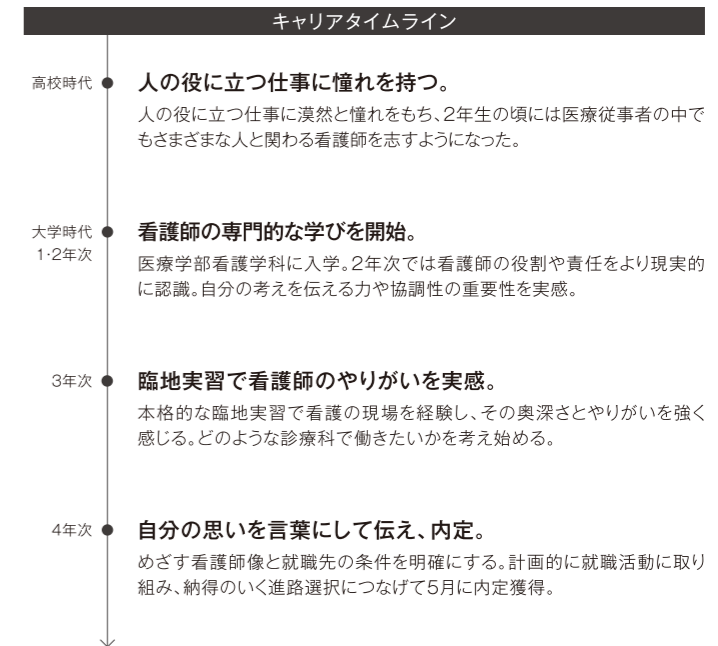 キャリアタイムライン
高校時代
人の役に立つ仕事に憧れを持つ。
人の役に立つ仕事に漠然と憧れをもち、2年生の頃には医療従事者の中で
もさまざまな人と関わる看護師を志すようになった。
大学時代
1・2年次
看護師の専門的な学びを開始。
医療学部看護学科に入学。2年次では看護師の役割や責任をより現実的
に認識。自分の考えを伝える力や協調性の重要性を実感。
3年次
臨地実習で看護師のやりがいを実感。
本格的な臨地実習で看護の現場を経験し、その奥深さとやりがいを強く
感じる。どのような診療科で働きたいかを考え始める。
4年次
自分の思いを言葉にして伝え、内定。
めざす看護師像と就職先の条件を明確にする。計画的に就職活動に取り
組み、納得のいく進路選択につなげて5月に内定獲得。